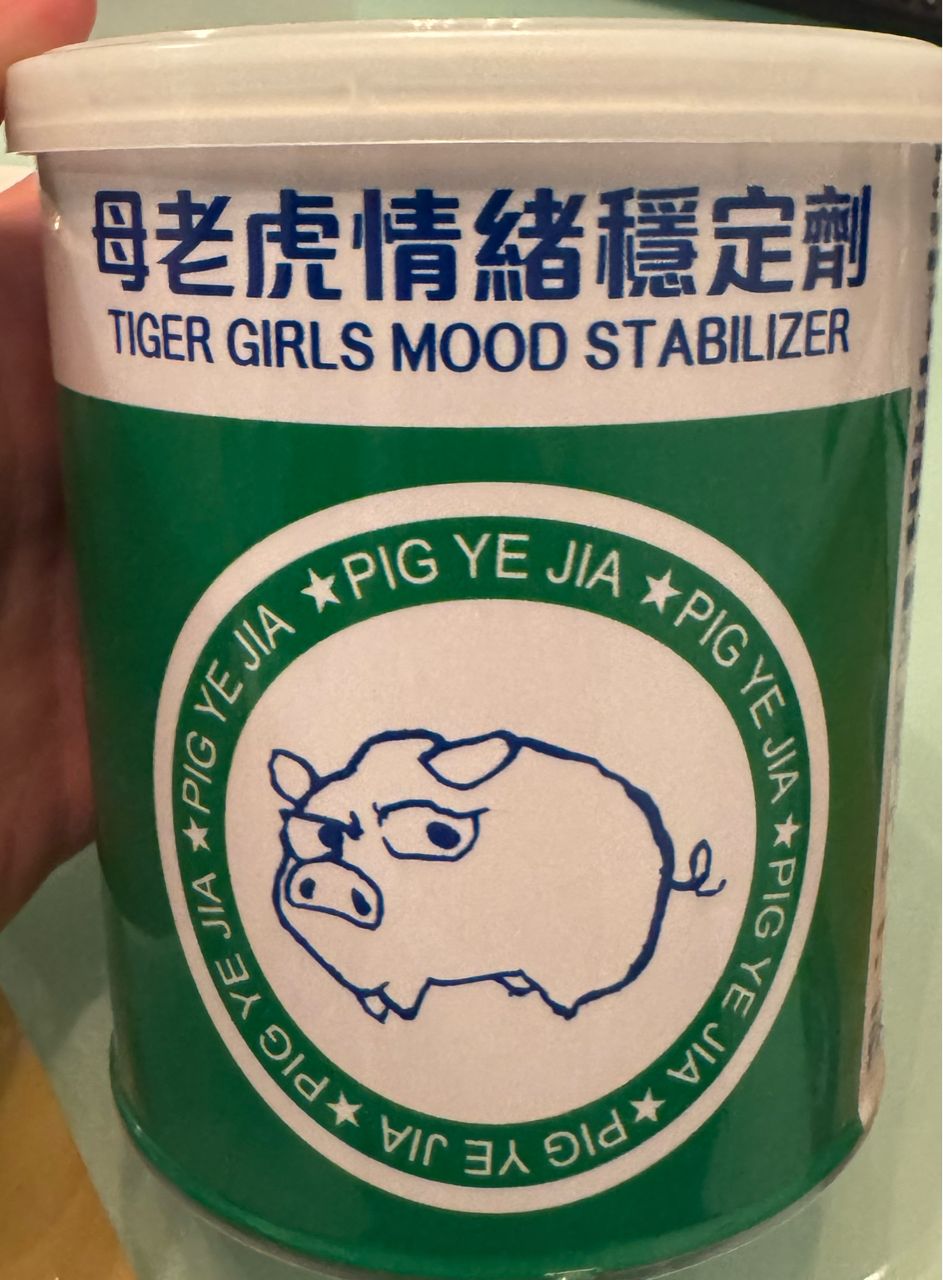 母老虎情緒穩定劑
TIGER GIRLS MOOD STABILIZER
★PIG YE JIA ★PIG YE JIA ★PIG YE JIA ★PIG YE JIA ★PIG YE JIA ★PIG YE JIA